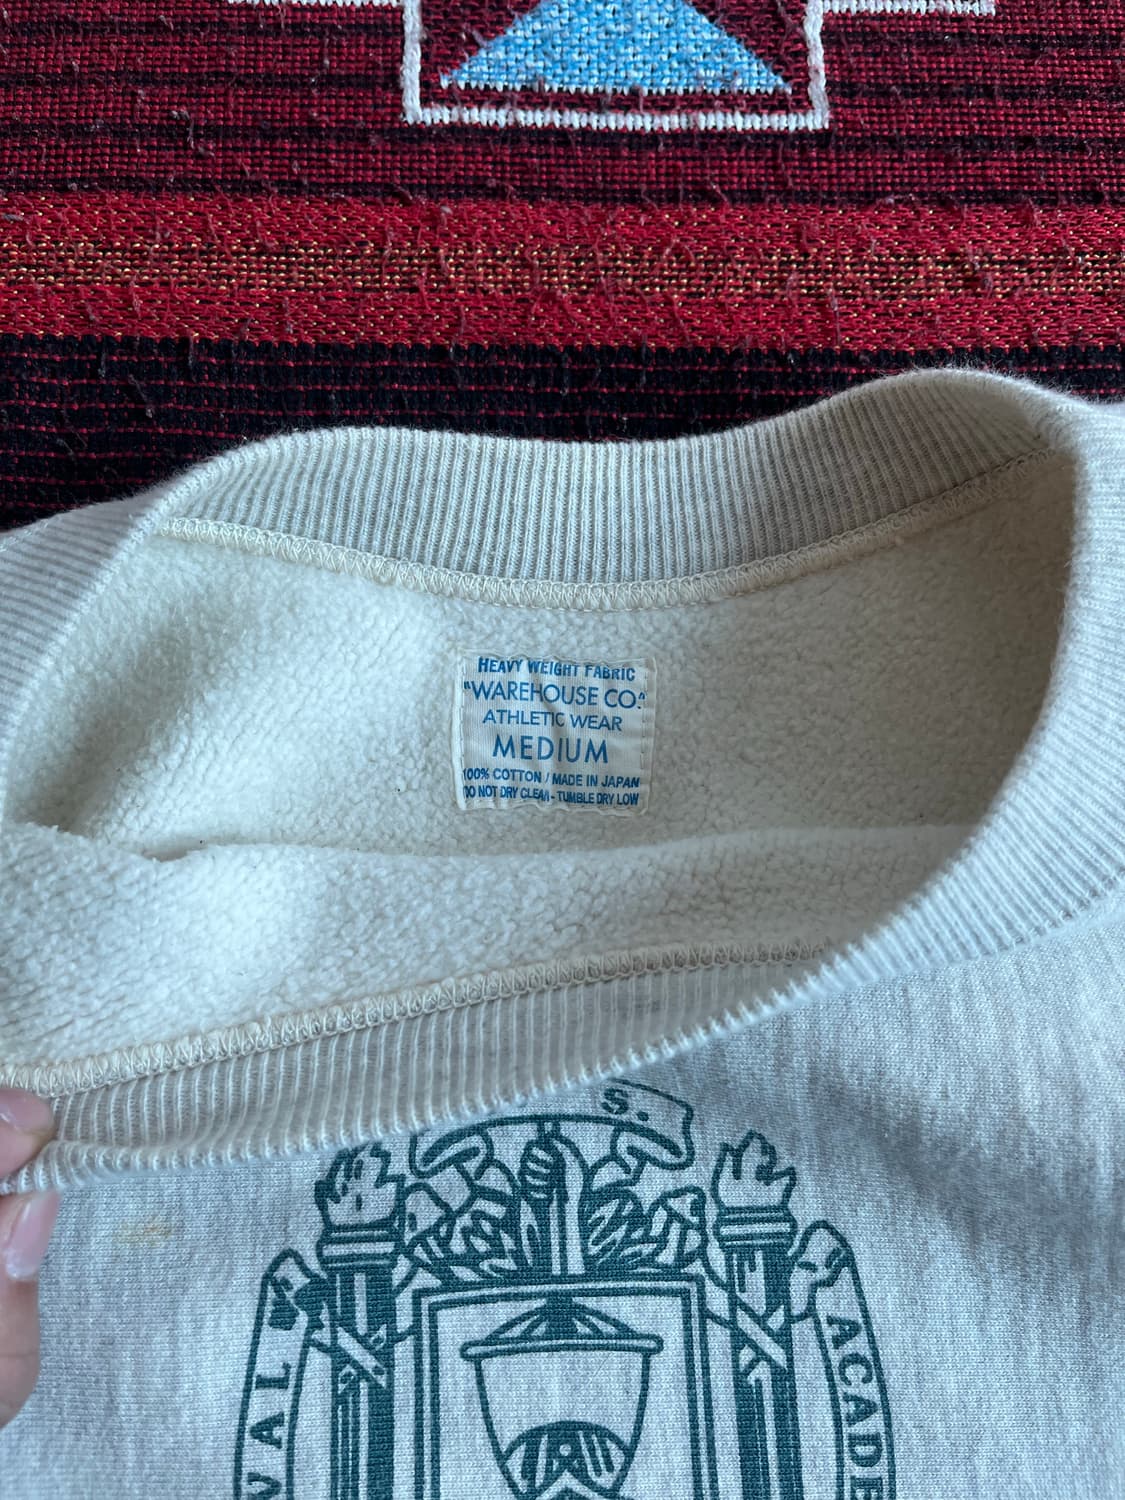 HEAVY WEIGHT FABRIC
"WAREHOUSE CO."
ATHLETIC WEAR
MEDIUM
100% COTTON / MADE IN JAPAN
DO NOT DRY CLEAN - TUMBLE DRY LOW
S.
VAL
ACADE